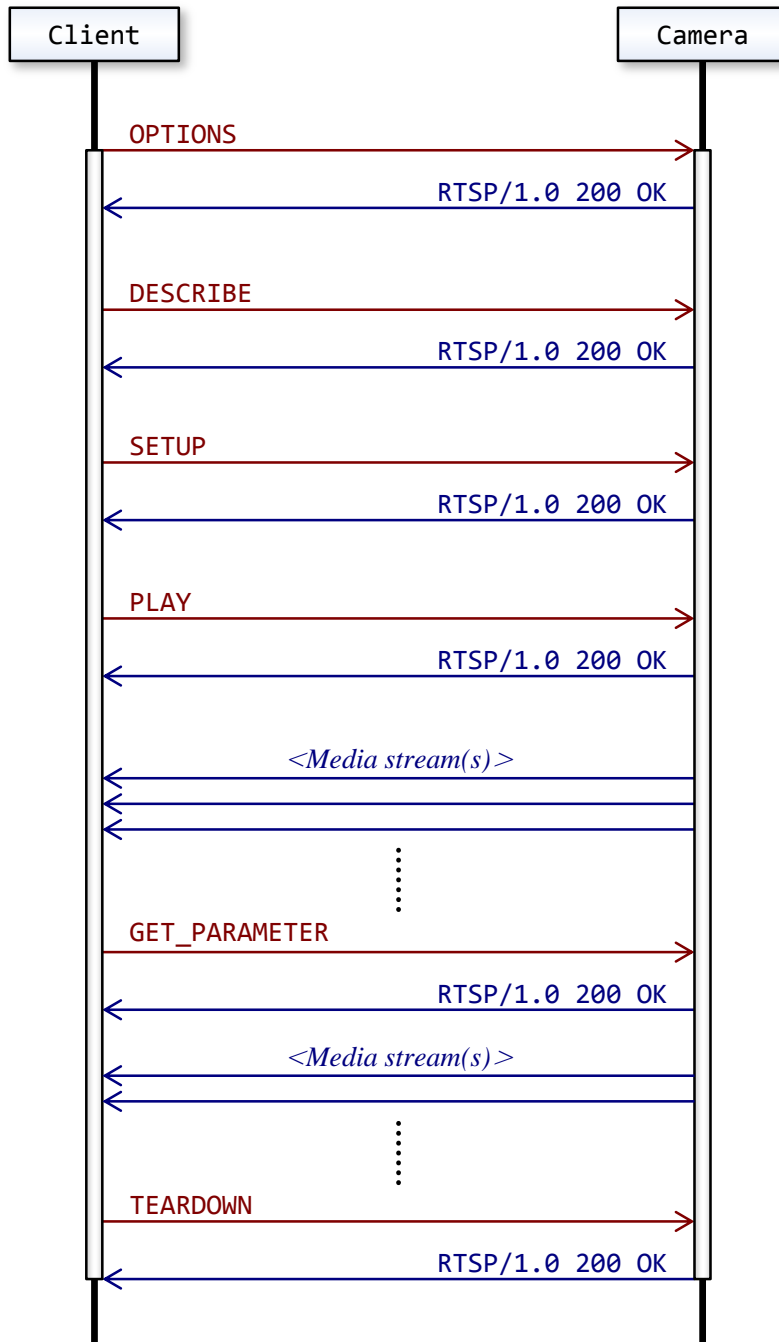 Client
Camera
OPTIONS
RTSP/1.0 200 OK
DESCRIBE
RTSP/1.0 200 OK
SETUP
RTSP/1.0 200 OK
PLAY
RTSP/1.0 200 OK
<Media stream(s)>
GET_PARAMETER
RTSP/1.0 200 OK
<Media stream(s)>
TEARDOWN
RTSP/1.0 200 OK